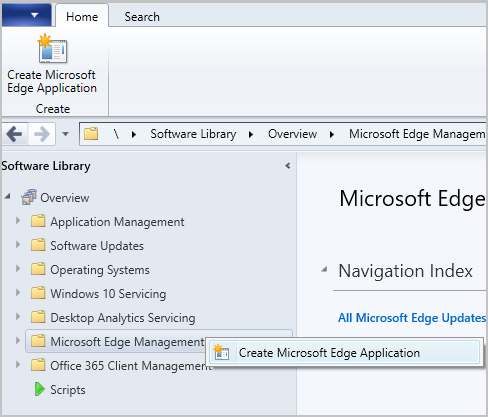 Home Search
Create Microsoft
Edge Application
Create
\ Software Library Overview Microsoft Edge Managem
Software Library
Microsoft Edge
Overview
Application Management
Software Updates
Operating Systems
Navigation Index
Windows 10 Servicing
Desktop Analytics Servicing
All Microsoft Edge Updates
Microsoft Edge Management
Create Microsoft Edge Application
Office 365 Client Management
Scripts